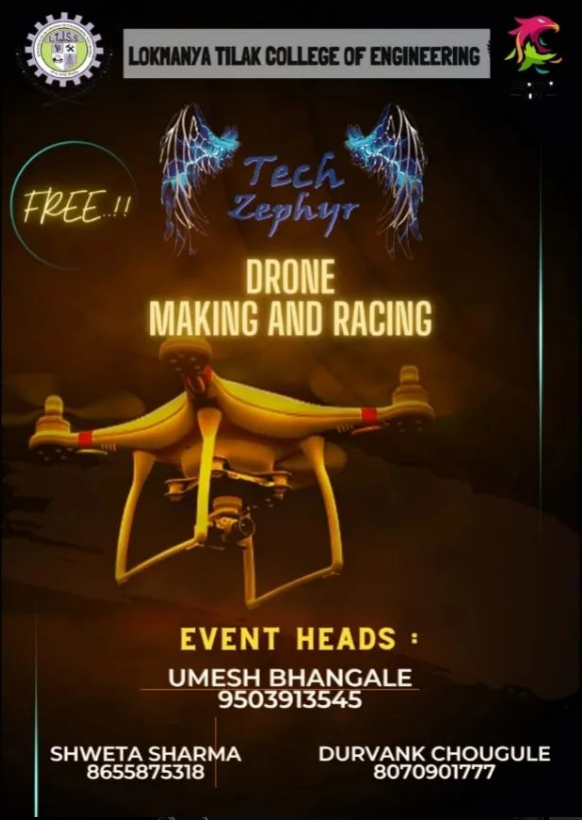 L.T.J.S.S
LOKMANYA TILAK COLLEGE OF ENGINEERING
FREE..!!
Tech
Zephyr
DRONE
MAKING AND RACING
EVENT HEADS :
UMESH BHANGALE
9503913545
SHWETA SHARMA
8655875318
DURVANK CHOUGULE
8070901777